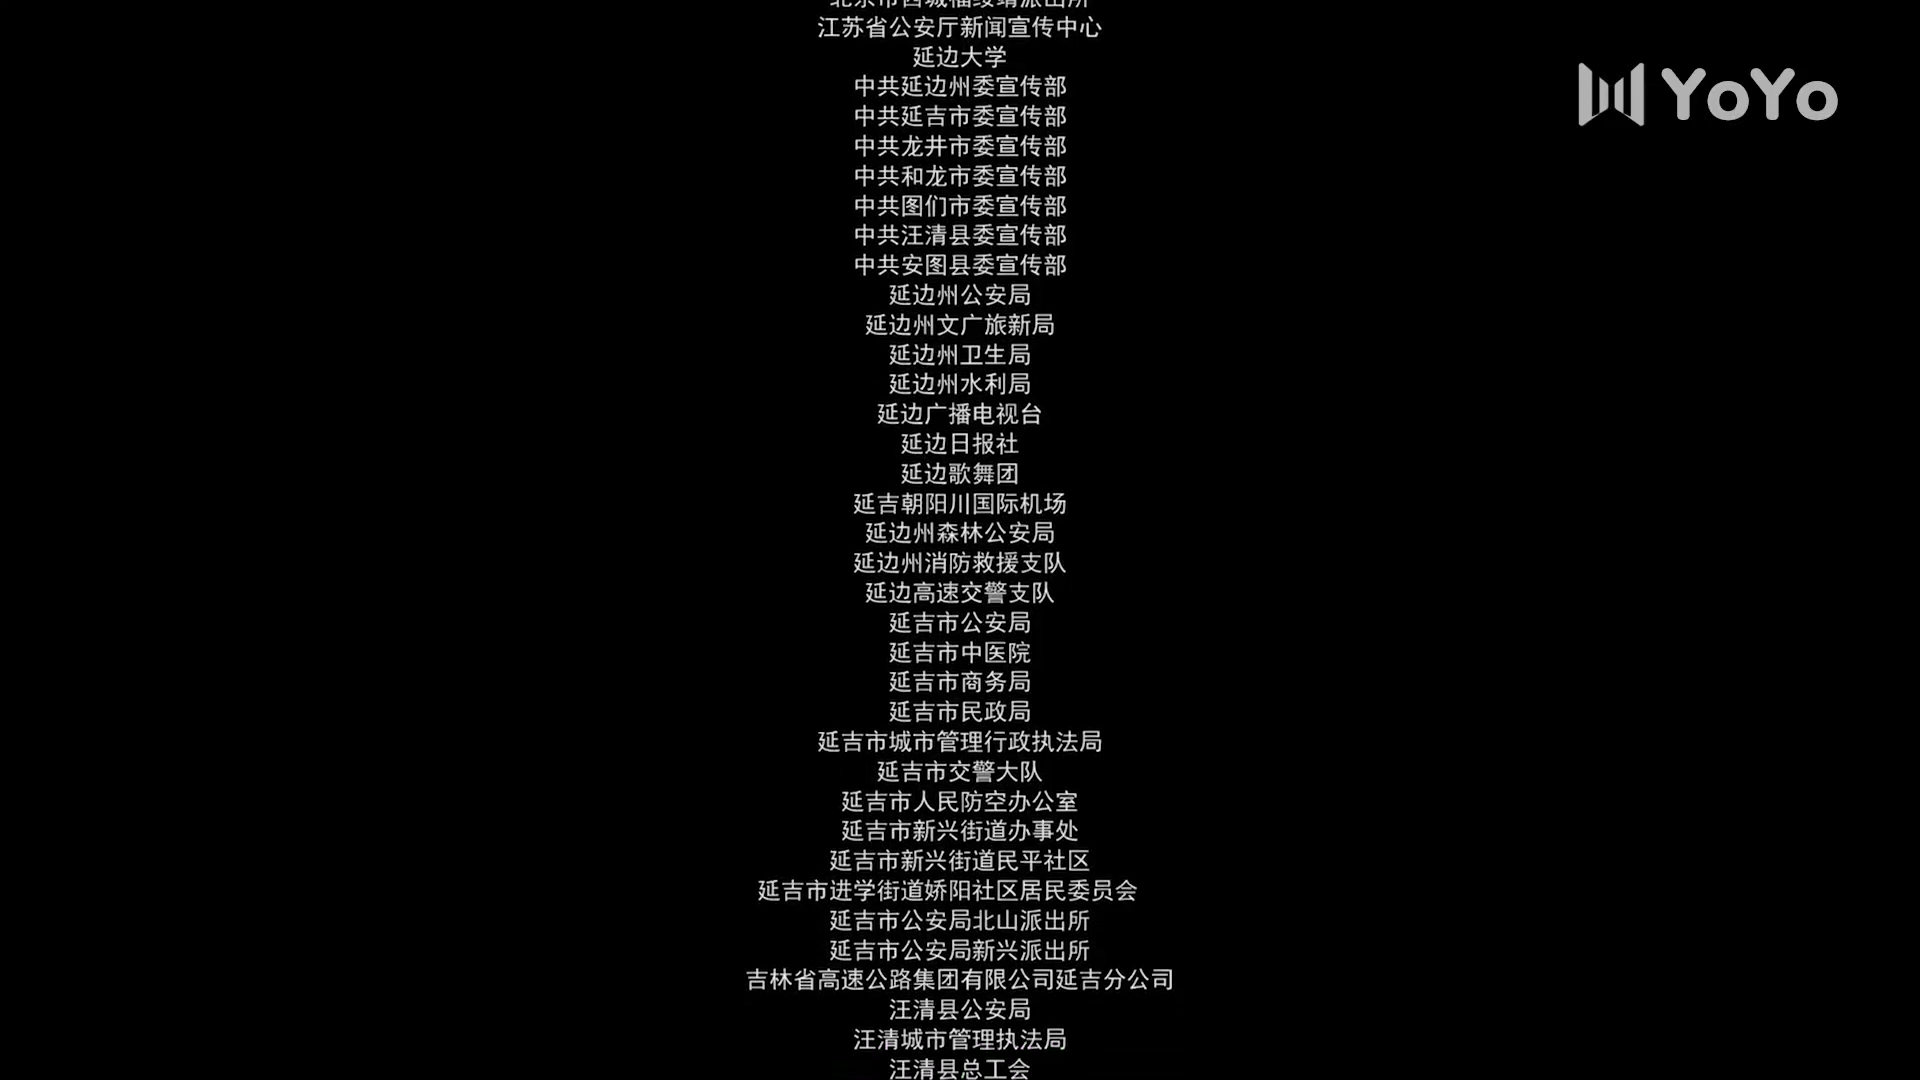 江苏省公安厅新闻宣传中心
延边大学
中共延边州委宣传部
中共延吉市委宣传部
中共龙井市委宣传部
中共和龙市委宣传部
中共图们市委宣传部
中共汪清县委宣传部
中共安图县委宣传部
延边州公安局
延边州文广旅新局
延边州卫生局
延边州水利局
延边广播电视台
延边日报社
延边歌舞团
延吉朝阳川国际机场
延边州森林公安局
延边州消防救援支队
延边高速交警支队
延吉市公安局
延吉市中医院
延吉市商务局
延吉市民政局
延吉市城市管理行政执法局
延吉市交警大队
延吉市人民防空办公室
延吉市新兴街道办事处
延吉市新兴街道民平社区
延吉市进学街道娇阳社区居民委员会
延吉市公安局北山派出所
延吉市公安局新兴派出所
吉林省高速公路集团有限公司延吉分公司
汪清县公安局
汪清城市管理执法局
汪清县总工会
YoYo